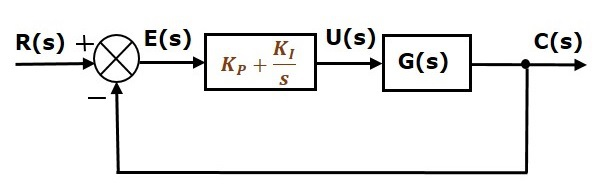 R(s) + E(s) K_P + K_I/s U(s) G(s) C(s)
−